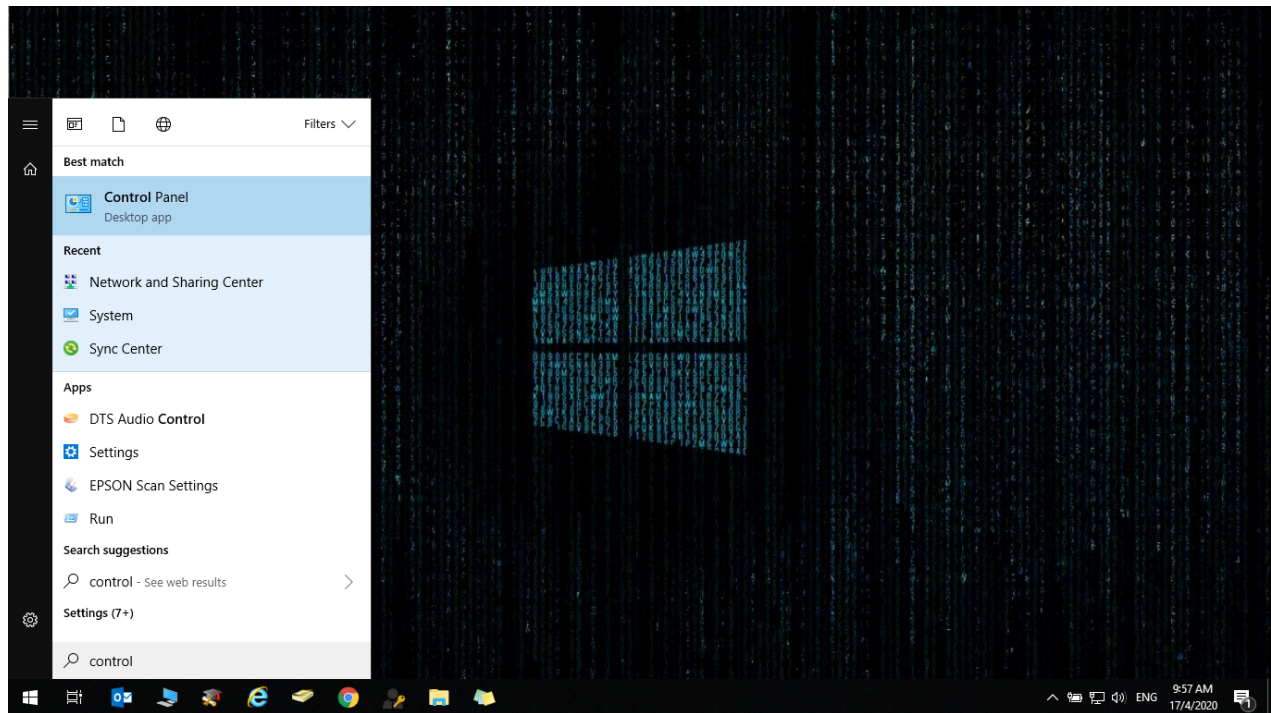 Filters
Best match
Control Panel
Desktop app
Recent
Network and Sharing Center
System
Sync Center
Apps
DTS Audio Control
Settings
EPSON Scan Settings
Run
Search suggestions
control - See web results
Settings (7+)
control
ENG
9:57 AM
17/4/2020
1